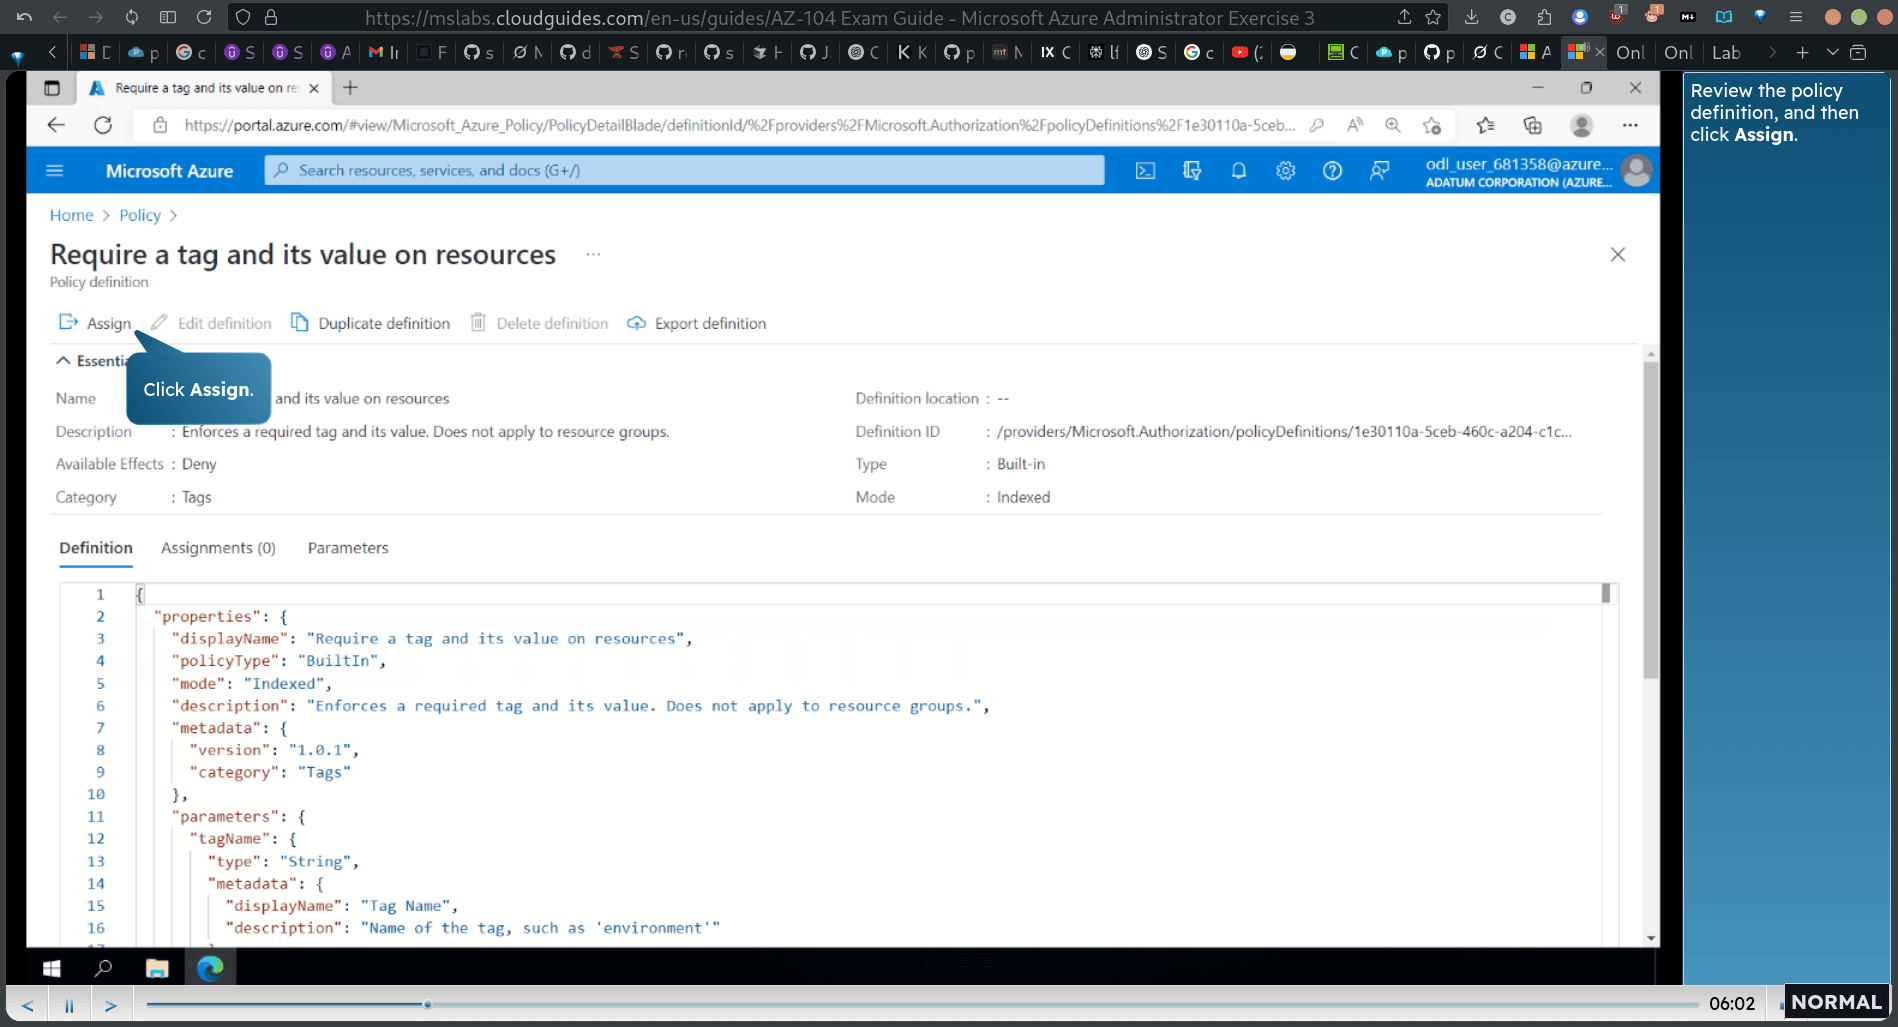 https://mslabs.cloudguides.com/en-us/guides/AZ-104 Exam Guide - Microsoft Azure Administrator Exercise 3
Onl
Onl
Lab
Require a tag and its value on re
https://portal.azure.com/#view/Microsoft_Azure_Policy/PolicyDetailBlade/definitionId/%2Fproviders%2FMicrosoft.Authorization%2FpolicyDefinitions%2F1e30110a-5ceb...
Microsoft Azure
Search resources, services, and docs (G+/)
odl_user_681358@azure...
ADATUM CORPORATION (AZURE...
Home > Policy >
Require a tag and its value on resources ...
Policy definition
Assign
Edit definition
Duplicate definition
Delete definition
Export definition
Click Assign.
Name
and its value on resources
Description : Enforces a required tag and its value. Does not apply to resource groups.
Available Effects : Deny
Category : Tags
Definition location : --
Definition ID : /providers/Microsoft.Authorization/policyDefinitions/1e30110a-5ceb-460c-a204-c1c...
Type : Built-in
Mode : Indexed
Definition
Assignments (0)
Parameters
1 {
2 "properties": {
3 "displayName": "Require a tag and its value on resources",
4 "policyType": "BuiltIn",
5 "mode": "Indexed",
6 "description": "Enforces a required tag and its value. Does not apply to resource groups.",
7 "metadata": {
8 "version": "1.0.1",
9 "category": "Tags"
10 },
11 "parameters": {
12 "tagName": {
13 "type": "String",
14 "metadata": {
15 "displayName": "Tag Name",
16 "description": "Name of the tag, such as 'environment'"
Review the policy
definition, and then
click Assign.
06:02
NORMAL